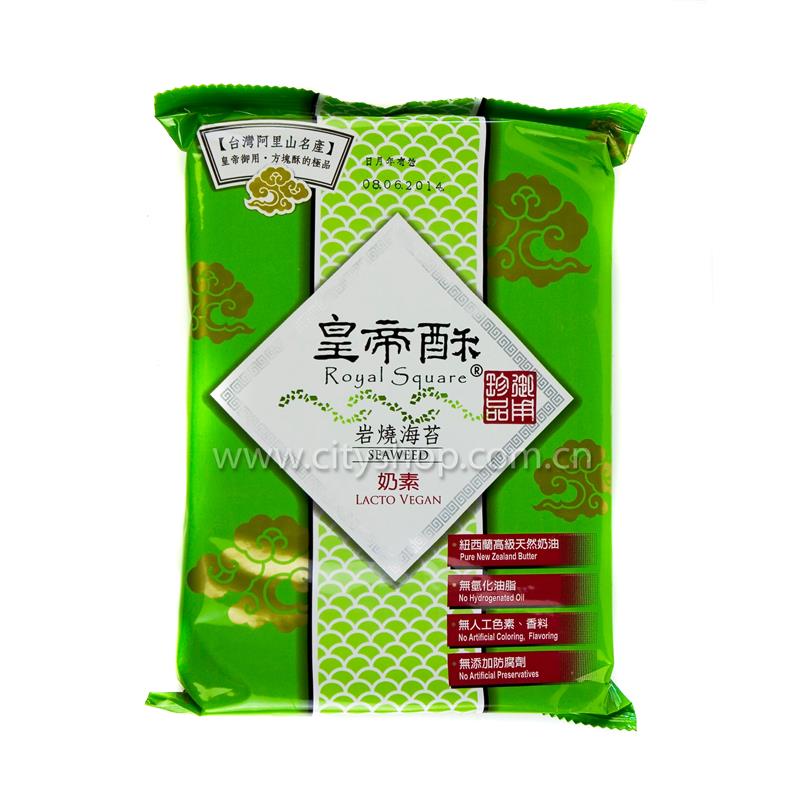 【台灣阿里山名產】
皇帝御用・方塊酥的極品
日月年有效
08.06.2014
皇帝酥
Royal Square®
御用
珍品
岩燒海苔
SEAWEED
www.cityshop.com.cn
奶素
LACTO VEGAN
紐西蘭高級天然奶油
Pure New Zealand Butter
無氫化油脂
No Hydrogenated Oil
無人工色素、香料
No Artificial Coloring, Flavoring
無添加防腐劑
No Artificial Preservatives